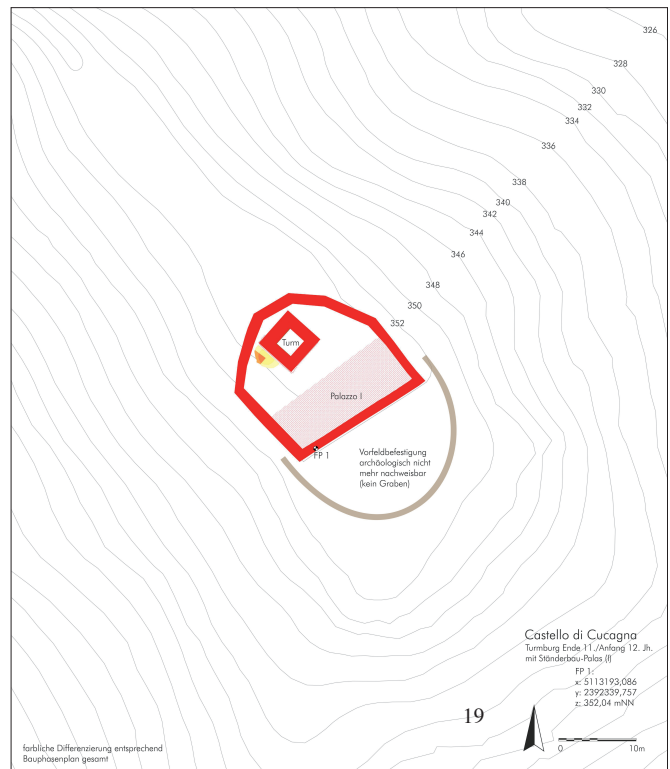 326
328
330
332
334
336
338
340
342
344
346
348
350
352
Turm
Palazzo I
FP 1
Vorfeldbefestigung
archäologisch nicht
mehr nachweisbar
(kein Graben)
Castello di Cucagna
Turmburg Ende 11./Anfang 12. Jh.
mit Ständerbau-Palas (I)
FP 1:
x: 5113193,086
y: 2392339,757
z: 352,04 mNN
19
0 10m
farbliche Differenzierung entsprechend
Bauphasenplan gesamt